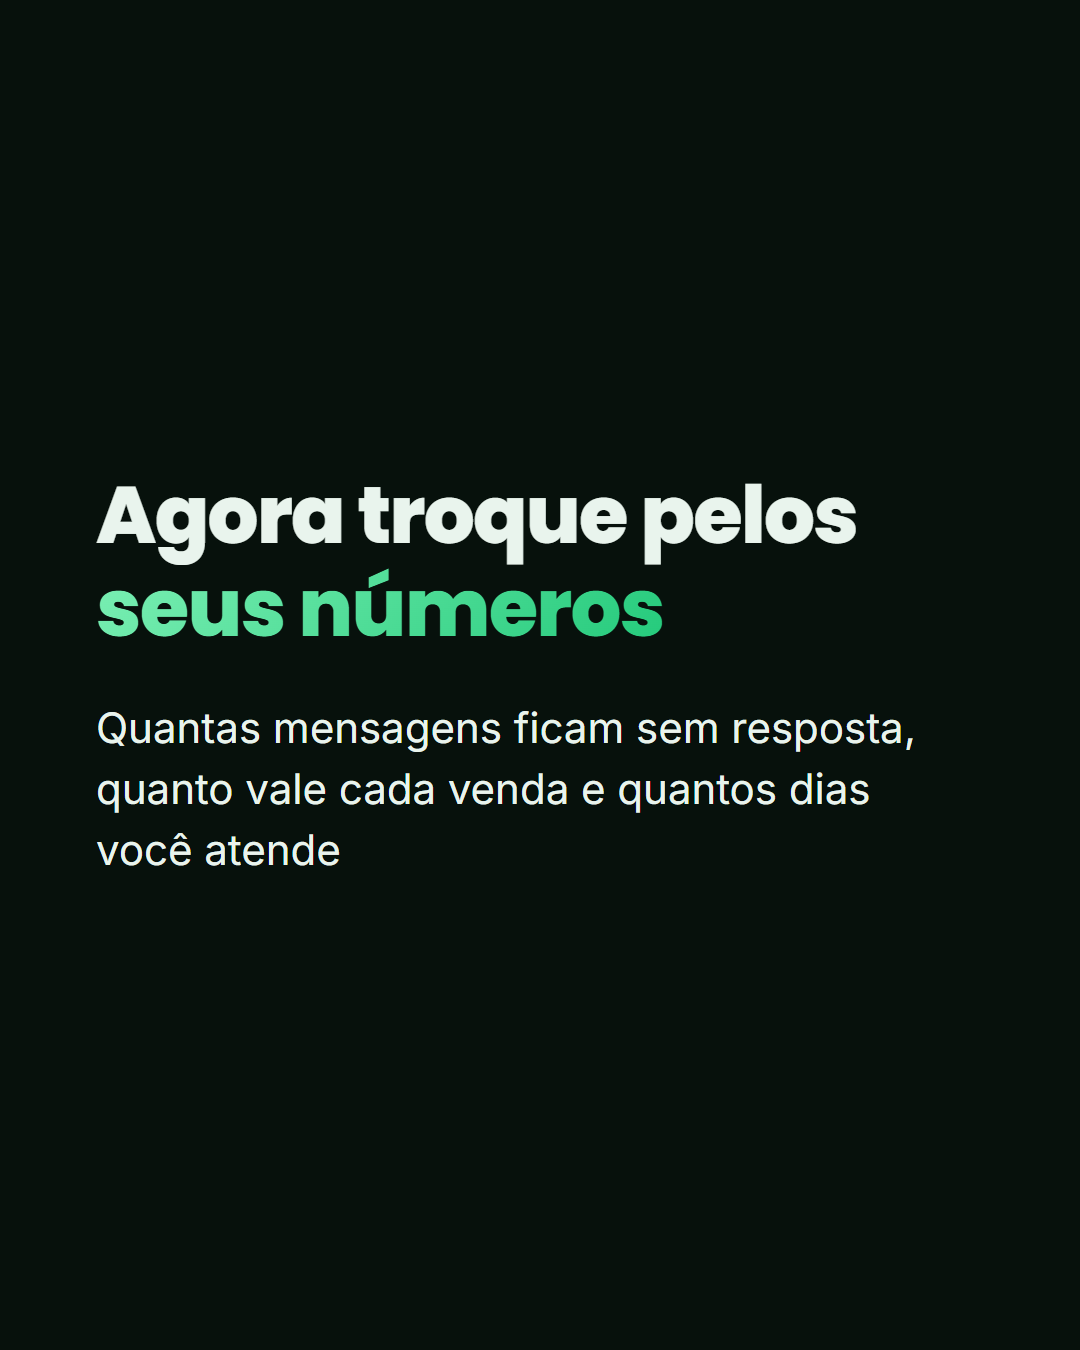 Agora troque pelos
seus números
Quantas mensagens ficam sem resposta,
quanto vale cada venda e quantos dias
você atende